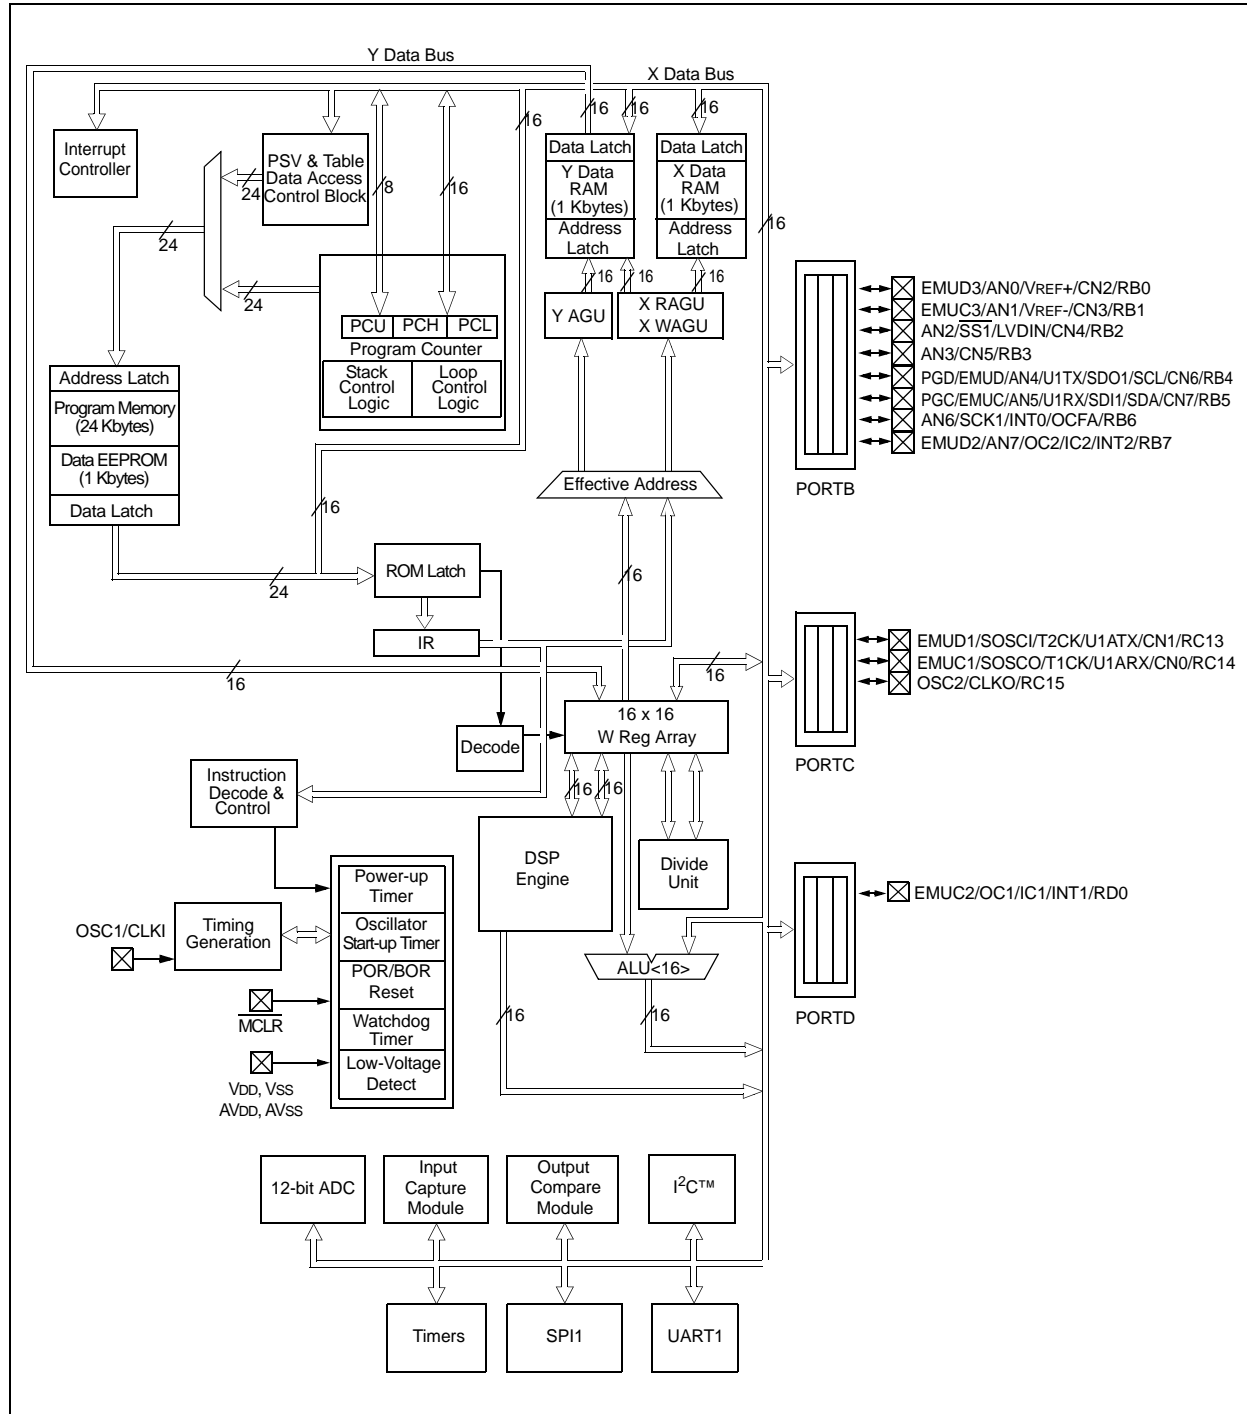 Y Data Bus
X Data Bus
16
16
16
16
Interrupt
Controller
PSV & Table
Data Access
Control Block
24
8
16
24
24
Data Latch
Y Data
RAM
(1 Kbytes)
Address
Latch
Data Latch
X Data
RAM
(1 Kbytes)
Address
Latch
16
16
16
16
Y AGU
X RAGU
X WAGU
PCU
PCH
PCL
Program Counter
Stack
Control
Logic
Loop
Control
Logic
Address Latch
Program Memory
(24 Kbytes)
Data EEPROM
(1 Kbytes)
Data Latch
16
24
Effective Address
ROM Latch
16
IR
16
16
16 x 16
W Reg Array
Decode
Instruction
Decode &
Control
16
16
DSP
Engine
Divide
Unit
Power-up
Timer
Oscillator
Start-up Timer
POR/BOR
Reset
Watchdog
Timer
Low-Voltage
Detect
OSC1/CLKI
Timing
Generation
MCLR
VDD, VSS
AVDD, AVSS
ALU<16>
16
16
EMUD3/AN0/VREF+/CN2/RB0
EMUC3/AN1/VREF-/CN3/RB1
AN2/SS1/LVDIN/CN4/RB2
AN3/CN5/RB3
PGD/EMUD/AN4/U1TX/SDO1/SCL/CN6/RB4
PGC/EMUC/AN5/U1RX/SDI1/SDA/CN7/RB5
AN6/SCK1/INT0/OCFA/RB6
EMUD2/AN7/OC2/IC2/INT2/RB7
PORTB
EMUD1/SOSCI/T2CK/U1ATX/CN1/RC13
EMUC1/SOSCO/T1CK/U1ARX/CN0/RC14
OSC2/CLKO/RC15
PORTC
EMUC2/OC1/IC1/INT1/RD0
PORTD
12-bit ADC
Input
Capture
Module
Output
Compare
Module
I2C™
Timers
SPI1
UART1